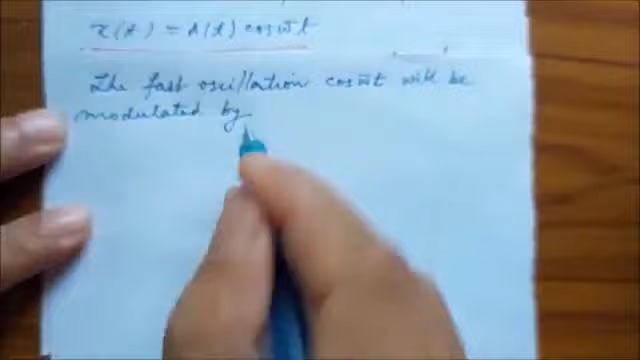 x(t) = A(t) cos ω̅t
The fast oscillation cos ω̅t will be
modulated by